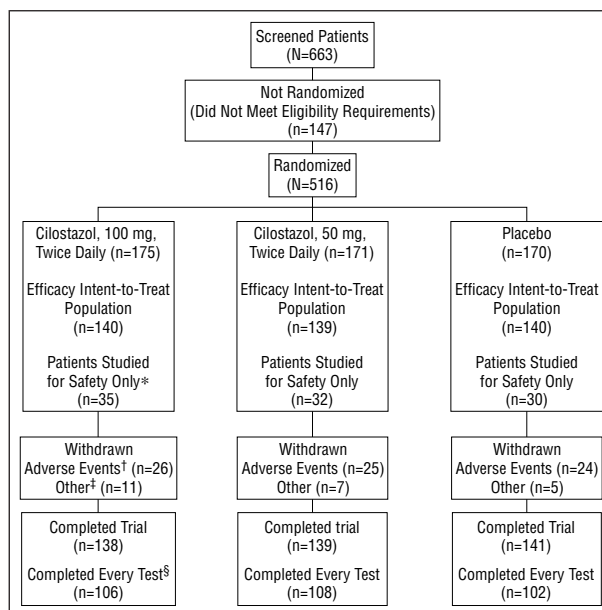 Screened Patients
(N=663)
Not Randomized
(Did Not Meet Eligibility Requirements)
(n=147)
Randomized
(N=516)
Cilostazol, 100 mg,
Twice Daily (n=175)
Efficacy Intent-to-Treat
Population
(n=140)
Patients Studied
for Safety Only*
(n=35)
Cilostazol, 50 mg,
Twice Daily (n=171)
Efficacy Intent-to-Treat
Population
(n=139)
Patients Studied
for Safety Only
(n=32)
Placebo
(n=170)
Efficacy Intent-to-Treat
Population
(n=140)
Patients Studied
for Safety Only
(n=30)
Withdrawn
Adverse Events† (n=26)
Other‡ (n=11)
Withdrawn
Adverse Events (n=25)
Other (n=7)
Withdrawn
Adverse Events (n=24)
Other (n=5)
Completed Trial
(n=138)
Completed Every Test§
(n=106)
Completed trial
(n=139)
Completed Every Test
(n=108)
Completed Trial
(n=141)
Completed Every Test
(n=102)